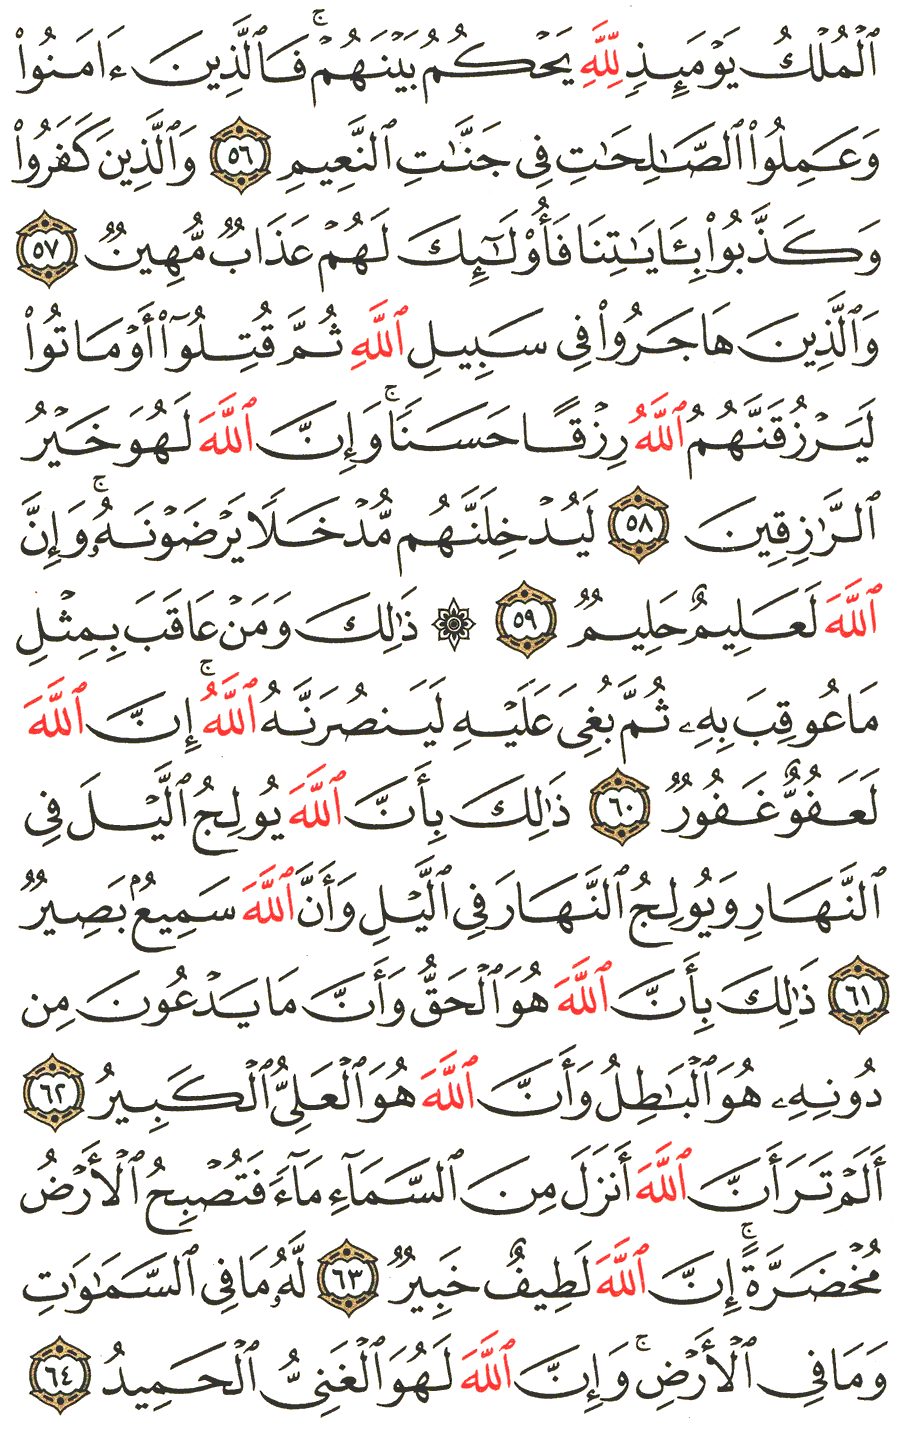 ٱلْمُلْكُ يَوْمَئِذٍ لِّلَّهِ يَحْكُمُ بَيْنَهُمْ ۚ فَٱلَّذِينَ ءَامَنُوا۟
وَعَمِلُوا۟ ٱلصَّـٰلِحَـٰتِ فِى جَنَّـٰتِ ٱلنَّعِيمِ ٥٦ وَٱلَّذِينَ كَفَرُوا۟
وَكَذَّبُوا۟ بِـَٔايَـٰتِنَا فَأُو۟لَـٰٓئِكَ لَهُمْ عَذَابٌ مُّهِينٌ ٥٧
وَٱلَّذِينَ هَاجَرُوا۟ فِى سَبِيلِ ٱللَّهِ ثُمَّ قُتِلُوٓا۟ أَوْ مَاتُوا۟
لَيَرْزُقَنَّهُمُ ٱللَّهُ رِزْقًا حَسَنًا ۚ وَإِنَّ ٱللَّهَ لَهُوَ خَيْرُ
ٱلرَّٰزِقِينَ ٥٨ لَيُدْخِلَنَّهُم مُّدْخَلًا يَرْضَوْنَهُۥ ۚ وَإِنَّ
ٱللَّهَ لَعَلِيمٌ حَلِيمٌ ٥٩ ۞ ذَٰلِكَ وَمَنْ عَاقَبَ بِمِثْلِ
مَا عُوقِبَ بِهِۦ ثُمَّ بُغِىَ عَلَيْهِ لَيَنصُرَنَّهُ ٱللَّهُ ۚ إِنَّ ٱللَّهَ
لَعَفُوٌّ غَفُورٌ ٦٠ ذَٰلِكَ بِأَنَّ ٱللَّهَ يُولِجُ ٱلَّيْلَ فِى
ٱلنَّهَارِ وَيُولِجُ ٱلنَّهَارَ فِى ٱلَّيْلِ وَأَنَّ ٱللَّهَ سَمِيعٌۢ بَصِيرٌ
٦١ ذَٰلِكَ بِأَنَّ ٱللَّهَ هُوَ ٱلْحَقُّ وَأَنَّ مَا يَدْعُونَ مِن
دُونِهِۦ هُوَ ٱلْبَـٰطِلُ وَأَنَّ ٱللَّهَ هُوَ ٱلْعَلِىُّ ٱلْكَبِيرُ ٦٢
أَلَمْ تَرَ أَنَّ ٱللَّهَ أَنزَلَ مِنَ ٱلسَّمَآءِ مَآءً فَتُصْبِحُ ٱلْأَرْضُ
مُخْضَرَّةً ۗ إِنَّ ٱللَّهَ لَطِيفٌ خَبِيرٌ ٦٣ لَّهُۥ مَا فِى ٱلسَّمَـٰوَٰتِ
وَمَا فِى ٱلْأَرْضِ ۗ وَإِنَّ ٱللَّهَ لَهُوَ ٱلْغَنِىُّ ٱلْحَمِيدُ ٦٤